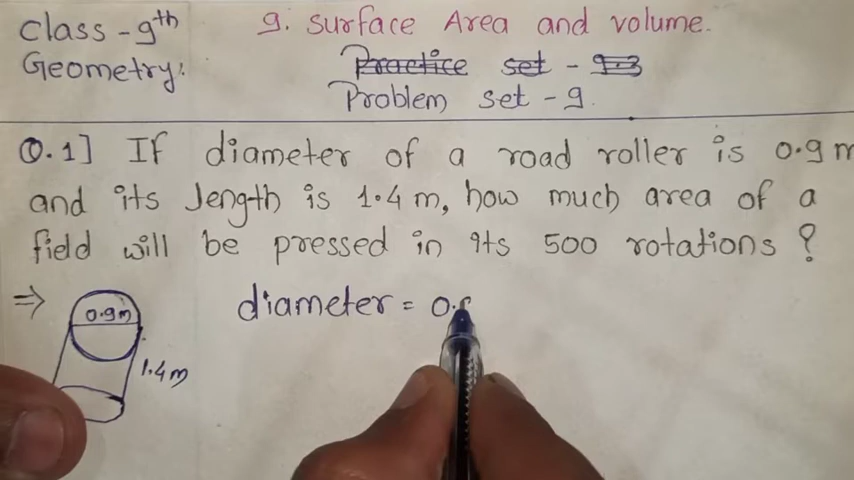 Class - 9th
9. Surface Area and volume.
Geometry:
Practice set - 9.3
Problem set - 9.
Q.1] If diameter of a road roller is 0.9 m
and its length is 1.4 m, how much area of a
field will be pressed in its 500 rotations ?
⇒ 0.9m
diameter = 0.
1.4 m